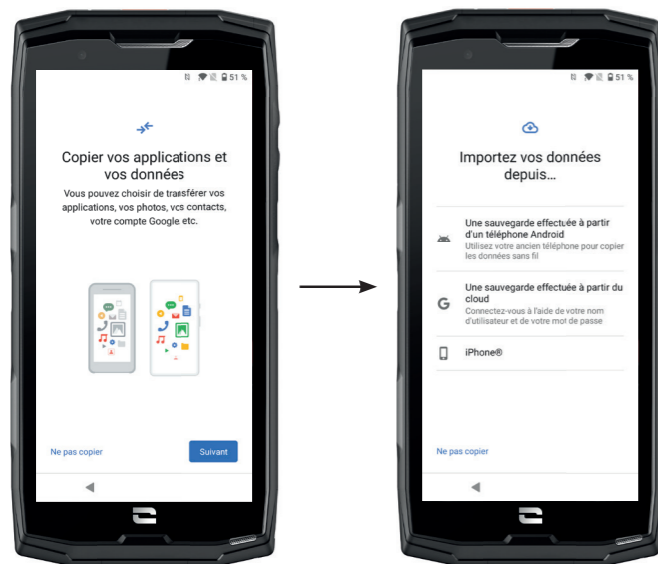 51 %
Copier vos applications et
vos données
Vous pouvez choisir de transférer vos
applications, vos photos, vos contacts,
votre compte Google etc.
Ne pas copier
Suivant
51 %
Importez vos données
depuis...
Une sauvegarde effectuée à partir
d'un téléphone Android
Utilisez votre ancien téléphone pour copier
les données sans fil
Une sauvegarde effectuée à partir du
cloud
Connectez-vous à l'aide de votre nom
d'utilisateur et de votre mot de passe
iPhone®
Ne pas copier